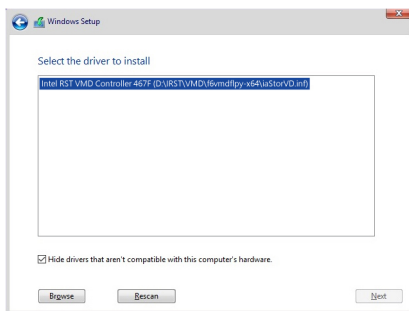 Windows Setup
Select the driver to install
Intel RST VMD Controller 467F (D:\IRST\VMD\f6vmdflpy-x64\iaStorVD.inf)
Hide drivers that aren't compatible with this computer's hardware.
Browse
Rescan
Next